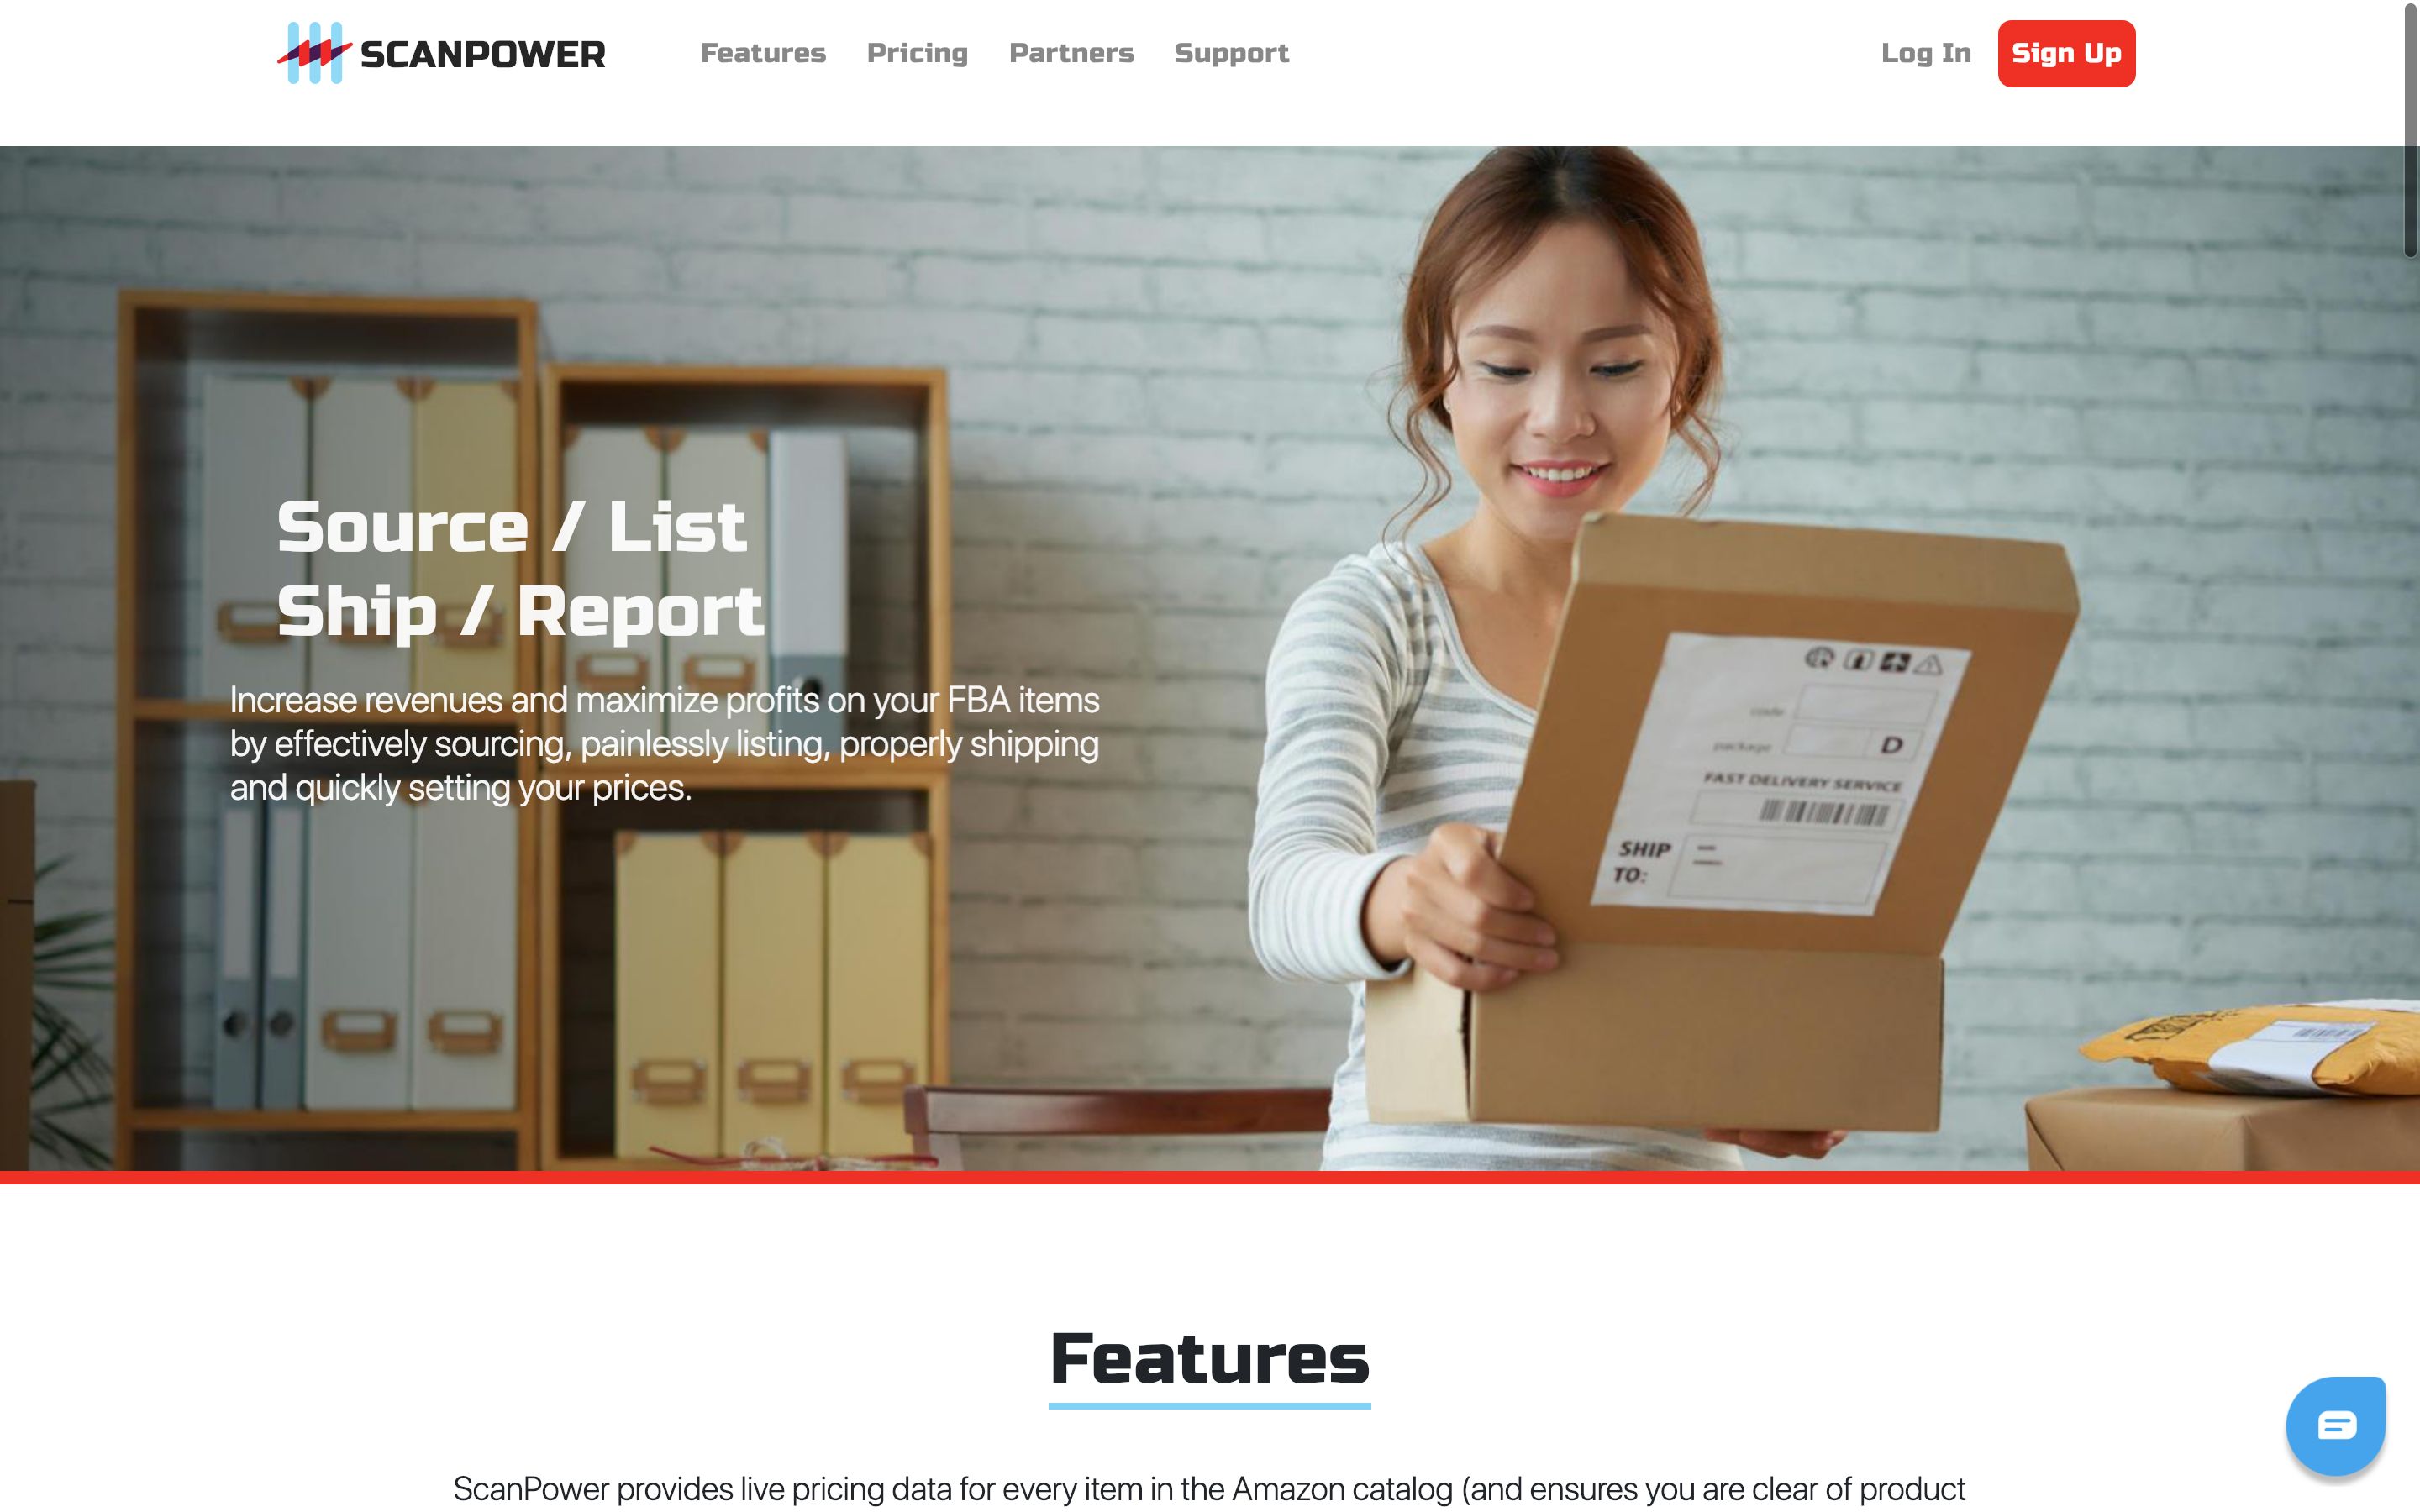 SCANPOWER
Features
Pricing
Partners
Support
Log In
Sign Up
Source / List
Ship / Report
Increase revenues and maximize profits on your FBA items
by effectively sourcing, painlessly listing, properly shipping
and quickly setting your prices.
code
package
D
FAST DELIVERY SERVICE
SHIP
TO:
Features
ScanPower provides live pricing data for every item in the Amazon catalog (and ensures you are clear of product